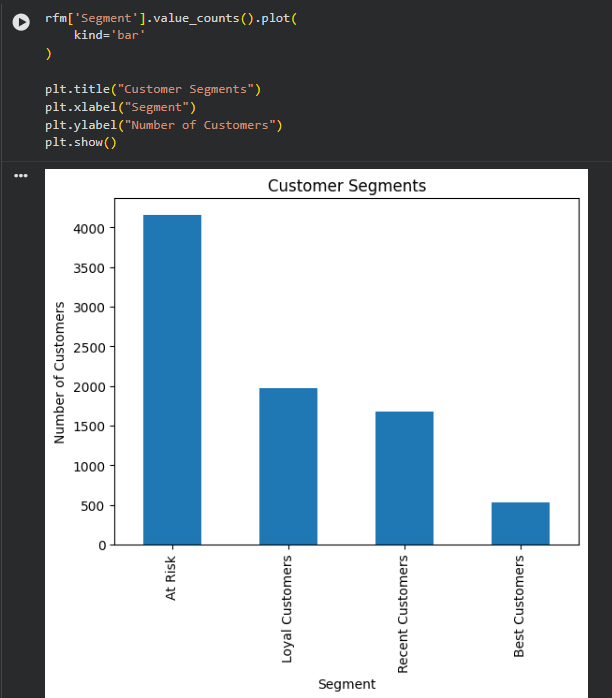 rfm['Segment'].value_counts().plot(
    kind='bar'
)
plt.title("Customer Segments")
plt.xlabel("Segment")
plt.ylabel("Number of Customers")
plt.show()
Customer Segments
Number of Customers
4000
3500
3000
2500
2000
1500
1000
500
0
At Risk
Loyal Customers
Recent Customers
Best Customers
Segment